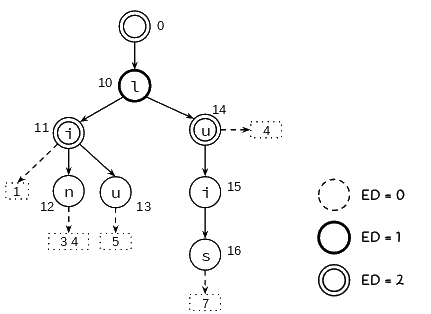 0
10 l
14
11 i u 4
1 n u i 15
12 13
3 4 5 s 16
7
ED = 0
ED = 1
ED = 2